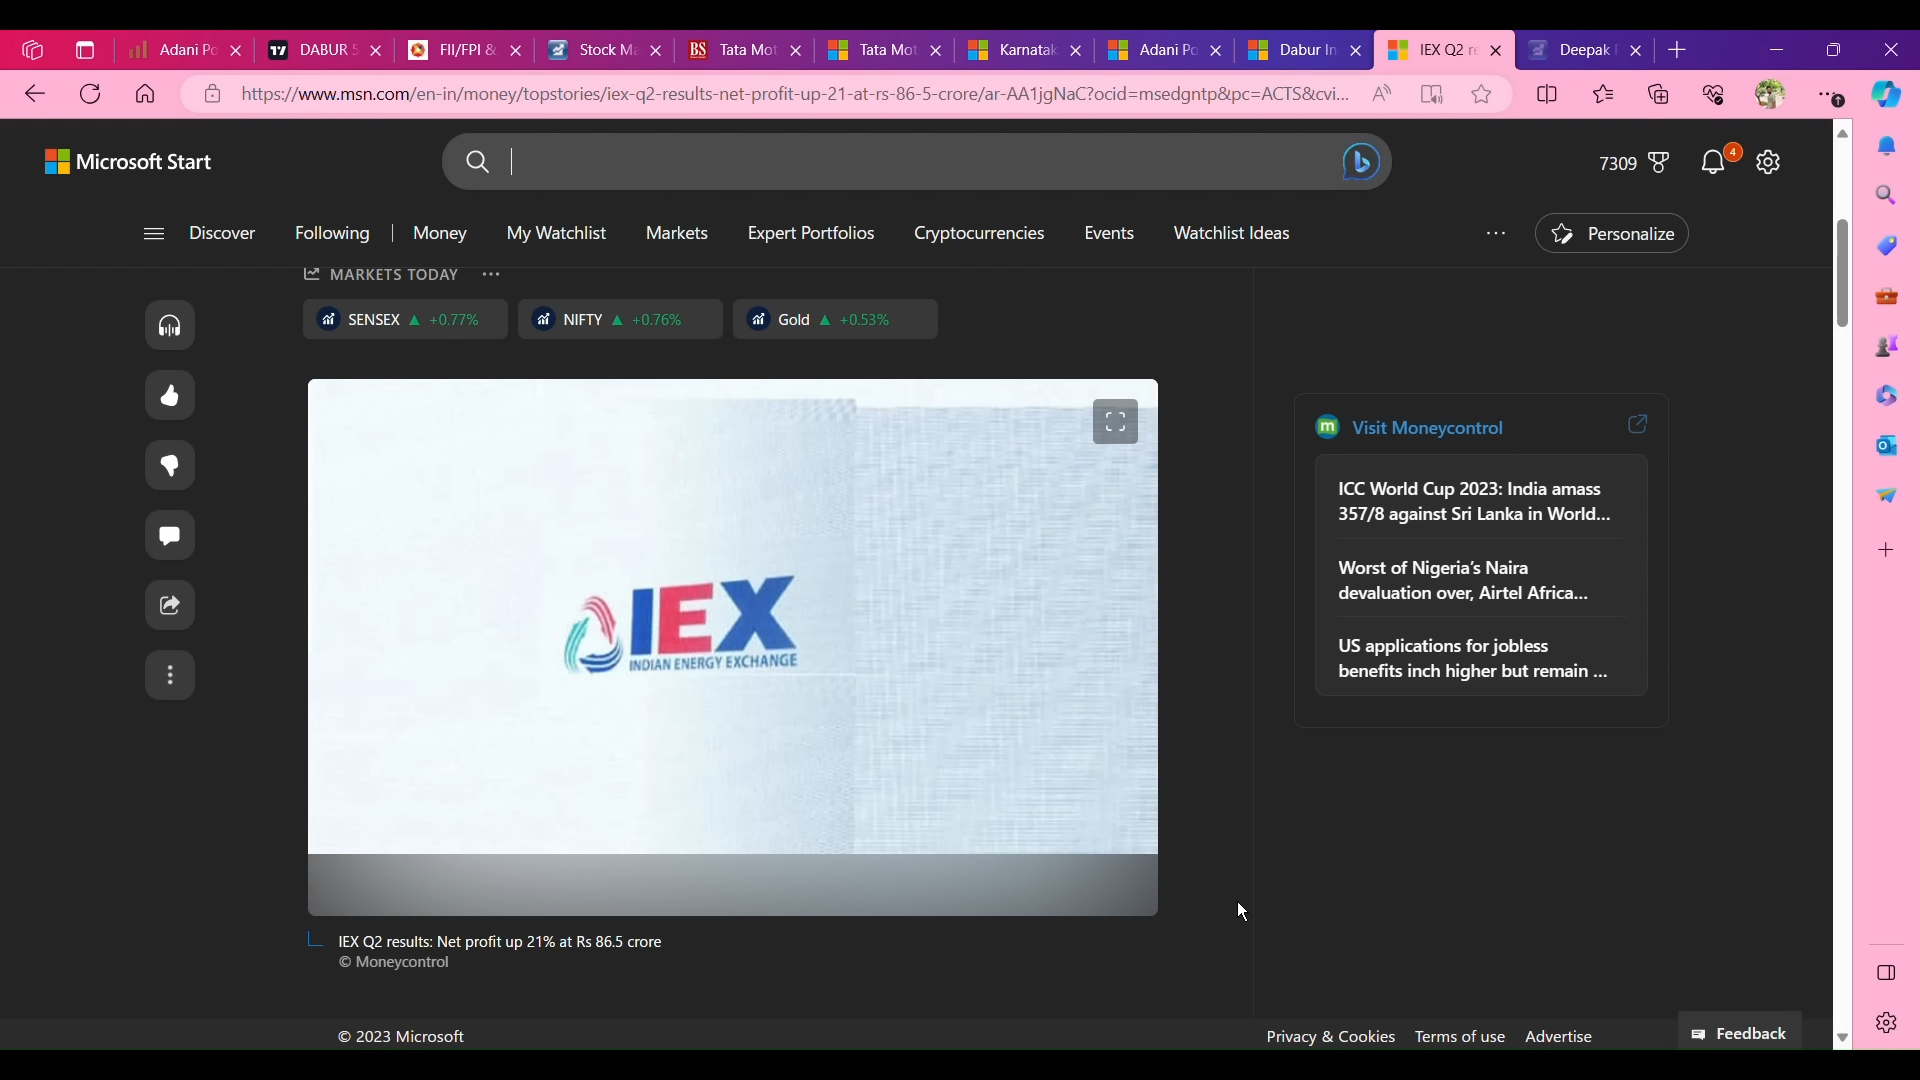 Adani Po
DABUR 5
FII/FPI &
Stock Ma
BS Tata Mot
Tata Mot
Karnatak
Adani Po
Dabur In
IEX Q2 re
Deepak F
https://www.msn.com/en-in/money/topstories/iex-q2-results-net-profit-up-21-at-rs-86-5-crore/ar-AA1jgNaC?ocid=msedgntp&pc=ACTS&cvi...
Microsoft Start
7309
4
Discover
Following
Money
My Watchlist
Markets
Expert Portfolios
Cryptocurrencies
Events
Watchlist Ideas
...
Personalize
MARKETS TODAY ...
SENSEX ▲ +0.77%
NIFTY ▲ +0.76%
Gold ▲ +0.53%
IEX
INDIAN ENERGY EXCHANGE
IEX Q2 results: Net profit up 21% at Rs 86.5 crore
© Moneycontrol
m Visit Moneycontrol
ICC World Cup 2023: India amass
357/8 against Sri Lanka in World...
Worst of Nigeria's Naira
devaluation over, Airtel Africa...
US applications for jobless
benefits inch higher but remain ...
© 2023 Microsoft
Privacy & Cookies
Terms of use
Advertise
Feedback